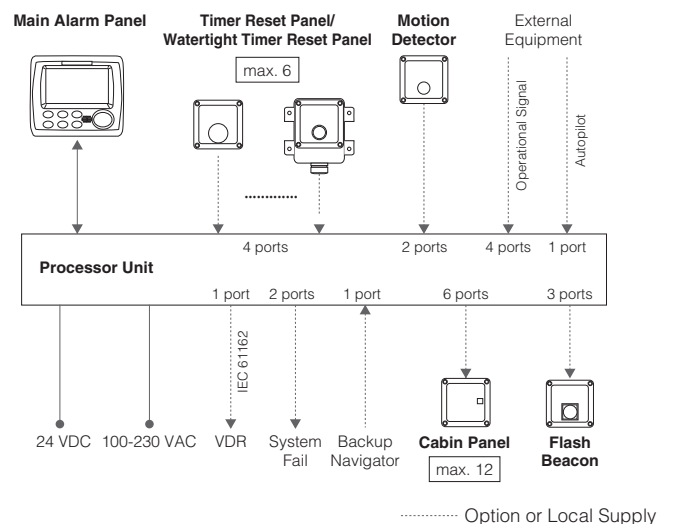 Main Alarm Panel
Timer Reset Panel/
Watertight Timer Reset Panel
max. 6
Motion
Detector
External
Equipment
Operational Signal
Autopilot
4 ports
2 ports
4 ports
1 port
Processor Unit
1 port
2 ports
1 port
6 ports
3 ports
IEC 61162
24 VDC
100-230 VAC
VDR
System
Fail
Backup
Navigator
Cabin Panel
max. 12
Flash
Beacon
Option or Local Supply